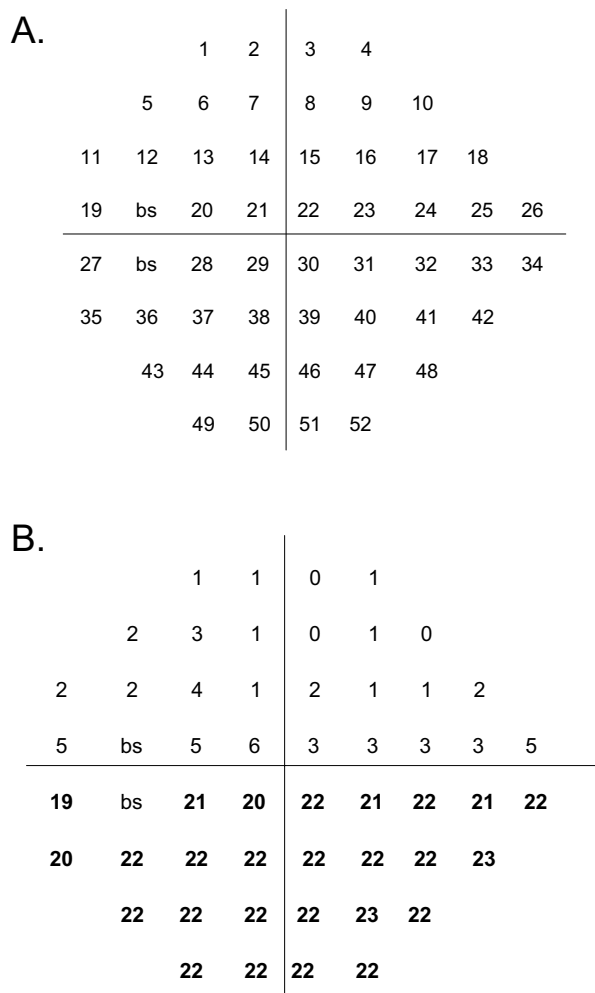 A.
1 2 3 4
5 6 7 8 9 10
11 12 13 14 15 16 17 18
19 bs 20 21 22 23 24 25 26
27 bs 28 29 30 31 32 33 34
35 36 37 38 39 40 41 42
43 44 45 46 47 48
49 50 51 52
B.
1 1 0 1
2 3 1 0 1 0
2 2 4 1 2 1 1 2
5 bs 5 6 3 3 3 3 5
19 bs 21 20 22 21 22 21 22
20 22 22 22 22 22 22 23
22 22 22 22 23 22
22 22 22 22